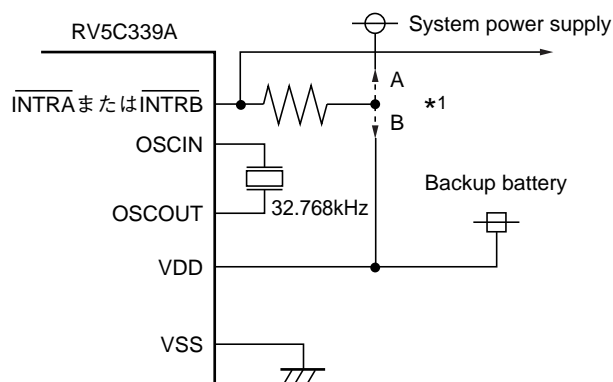 RV5C339A
System power supply
A
INTRAまたはINTRB
*1
B
OSCIN
Backup battery
32.768kHz
OSCOUT
VDD
VSS